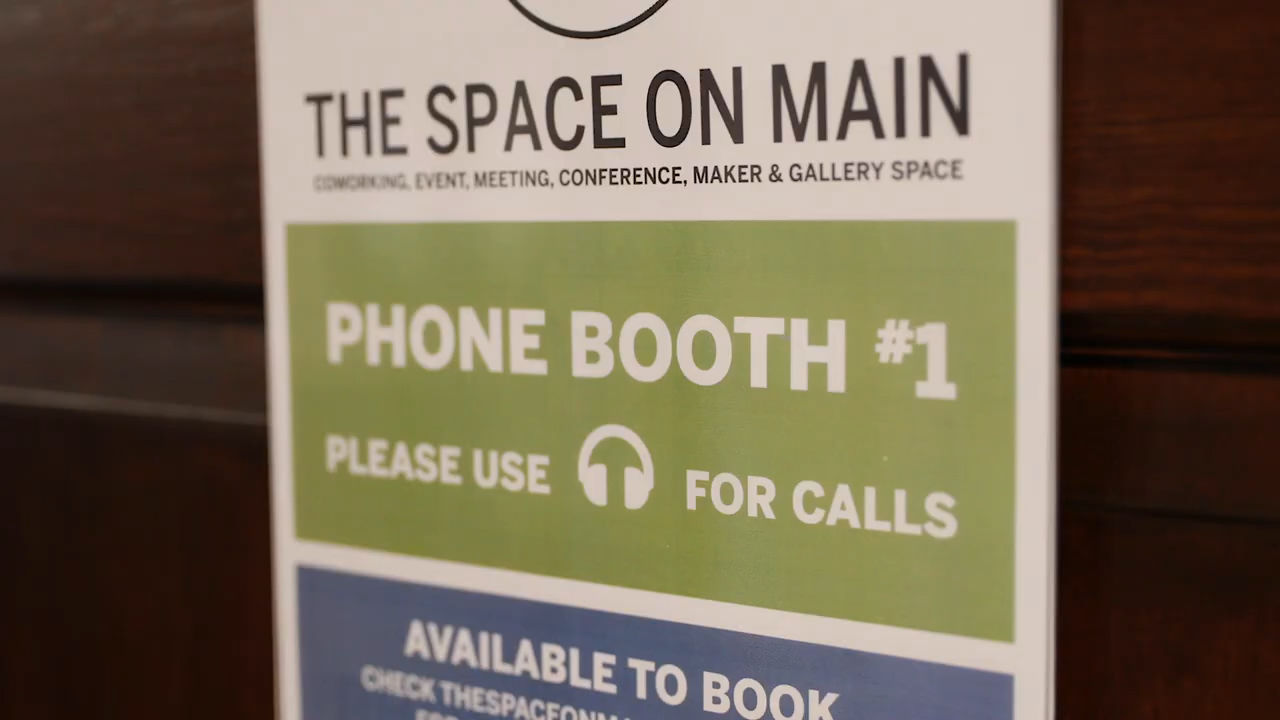 THE SPACE ON MAIN
COWORKING, EVENT, MEETING, CONFERENCE, MAKER & GALLERY SPACE
PHONE BOOTH #1
PLEASE USE FOR CALLS
AVAILABLE TO BOOK
CHECK